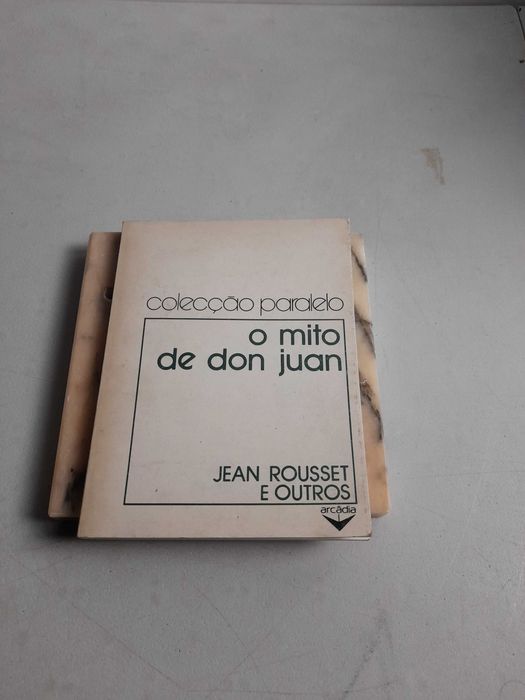 colecção paralelo
o mito
de don juan
JEAN ROUSSET
E OUTROS
arcádia